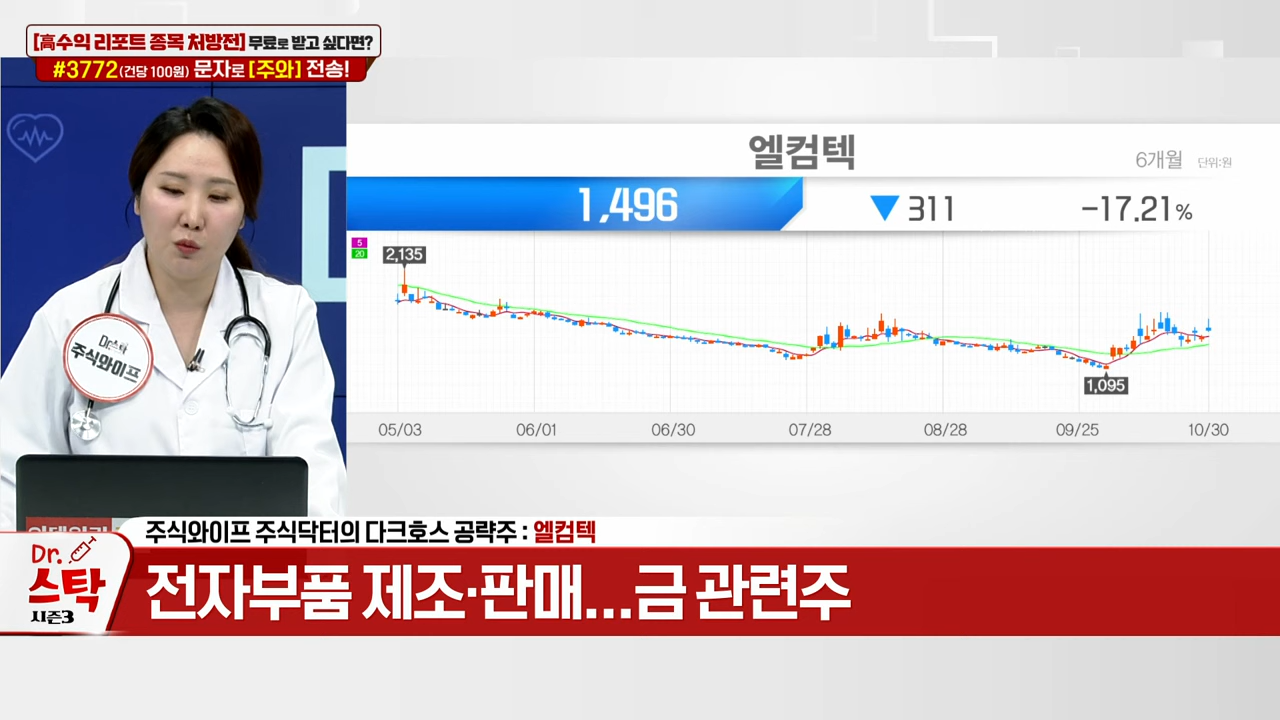 [高수익 리포트 종목 처방전] 무료로 받고 싶다면?
#3772(건당 100원) 문자로 [주와] 전송!
엘컴텍
6개월 단위:원
1,496 ▼311 -17.21%
5
20
2,135
1,095
05/03 06/01 06/30 07/28 08/28 09/25 10/30
Dr.스탁
주식와이프
주식와이프 주식닥터의 다크호스 공략주 : 엘컴텍
Dr.
스탁
시즌3
전자부품 제조·판매...금 관련주